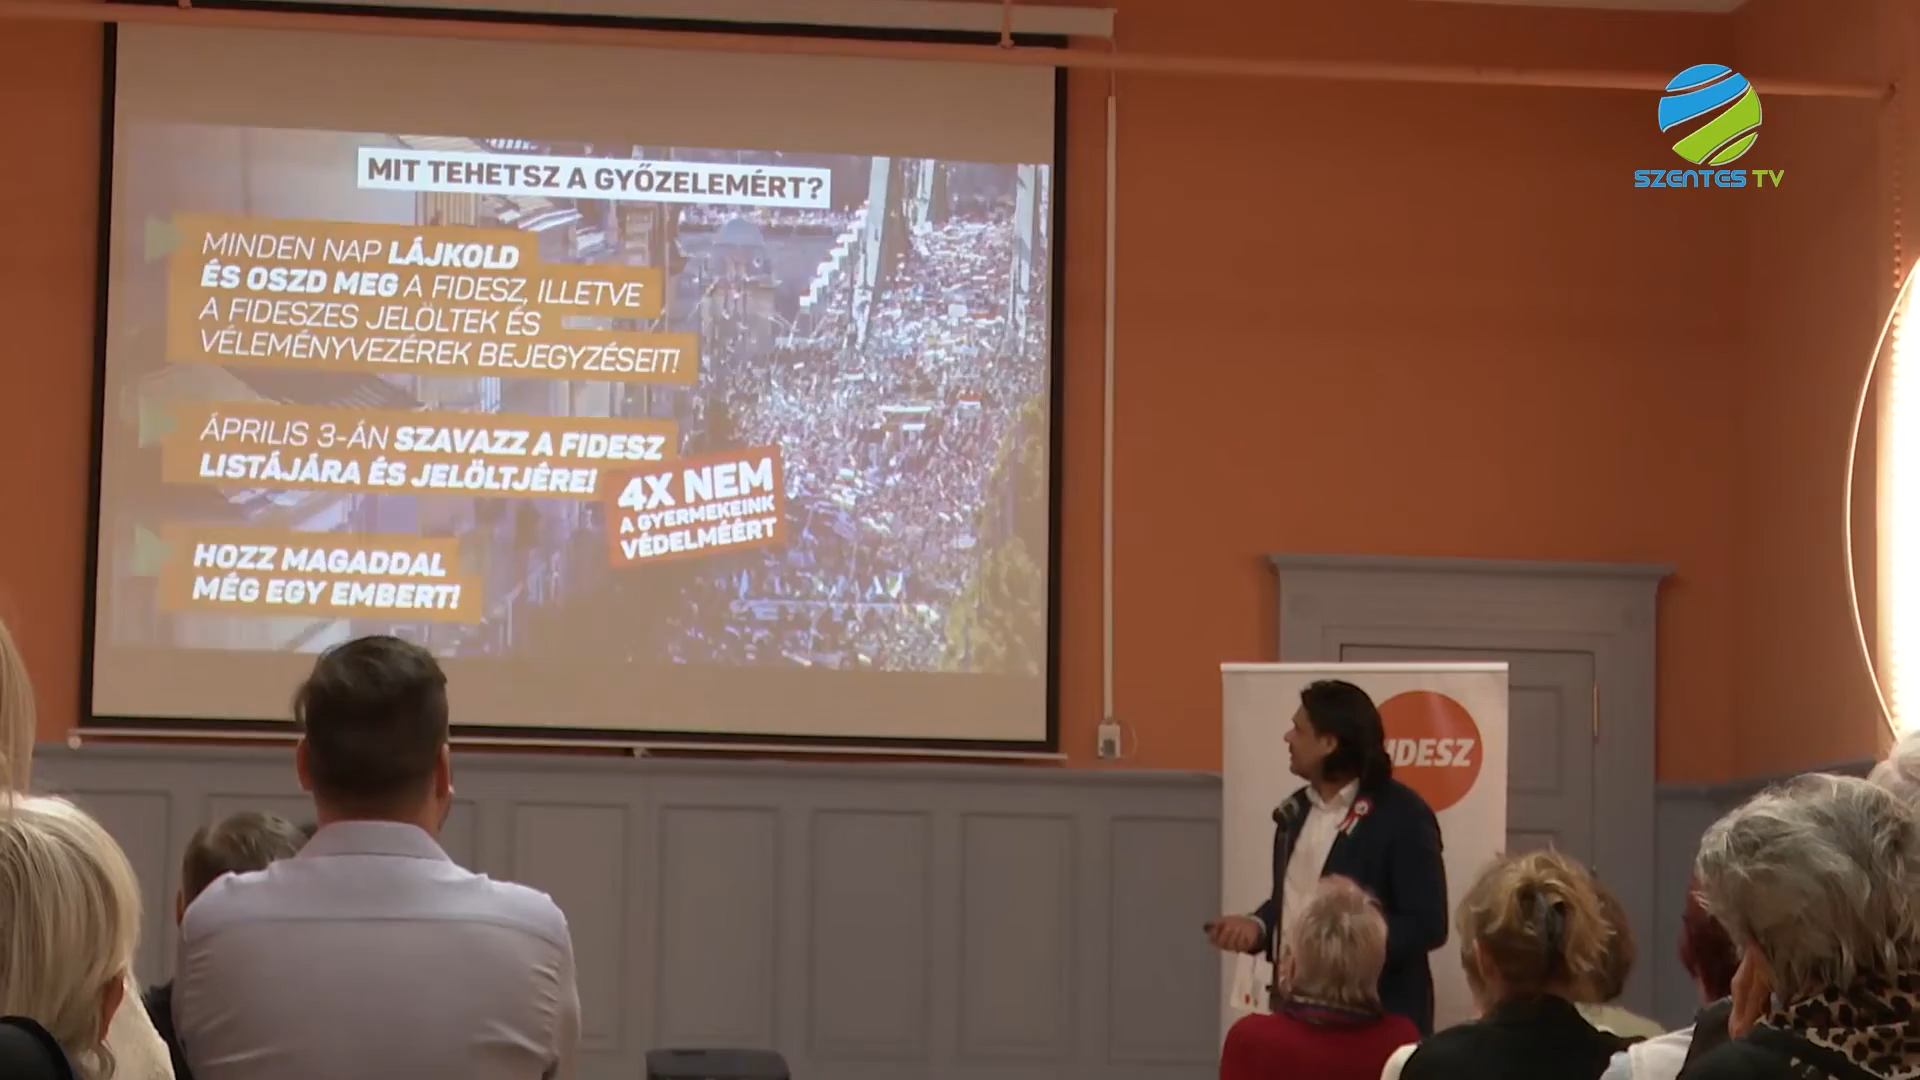 MIT TEHETSZ A GYŐZELEMÉRT?
MINDEN NAP LÁJKOLD
ÉS OSZD MEG A FIDESZ, ILLETVE
A FIDESZES JELÖLTEK ÉS
VÉLEMÉNYVEZÉREK BEJEGYZÉSEIT!
ÁPRILIS 3-ÁN SZAVAZZ A FIDESZ
LISTÁJÁRA ÉS JELÖLTJÉRE!
4X NEM
A GYERMEKEINK
VÉDELMÉÉRT
HOZZ MAGADDAL
MÉG EGY EMBERT!
SZENTES TV
IDESZ